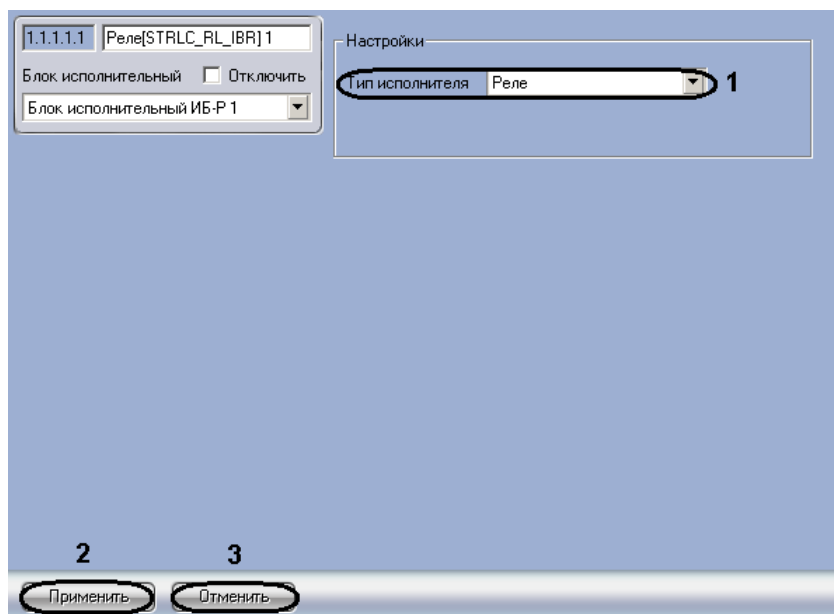 1.1.1.1.1 Реле[STRLC_RL_IBR] 1
Блок исполнительный Отключить
Блок исполнительный ИБ-Р 1
Настройки
Тип исполнителя Реле 1
2 3
Применить Отменить